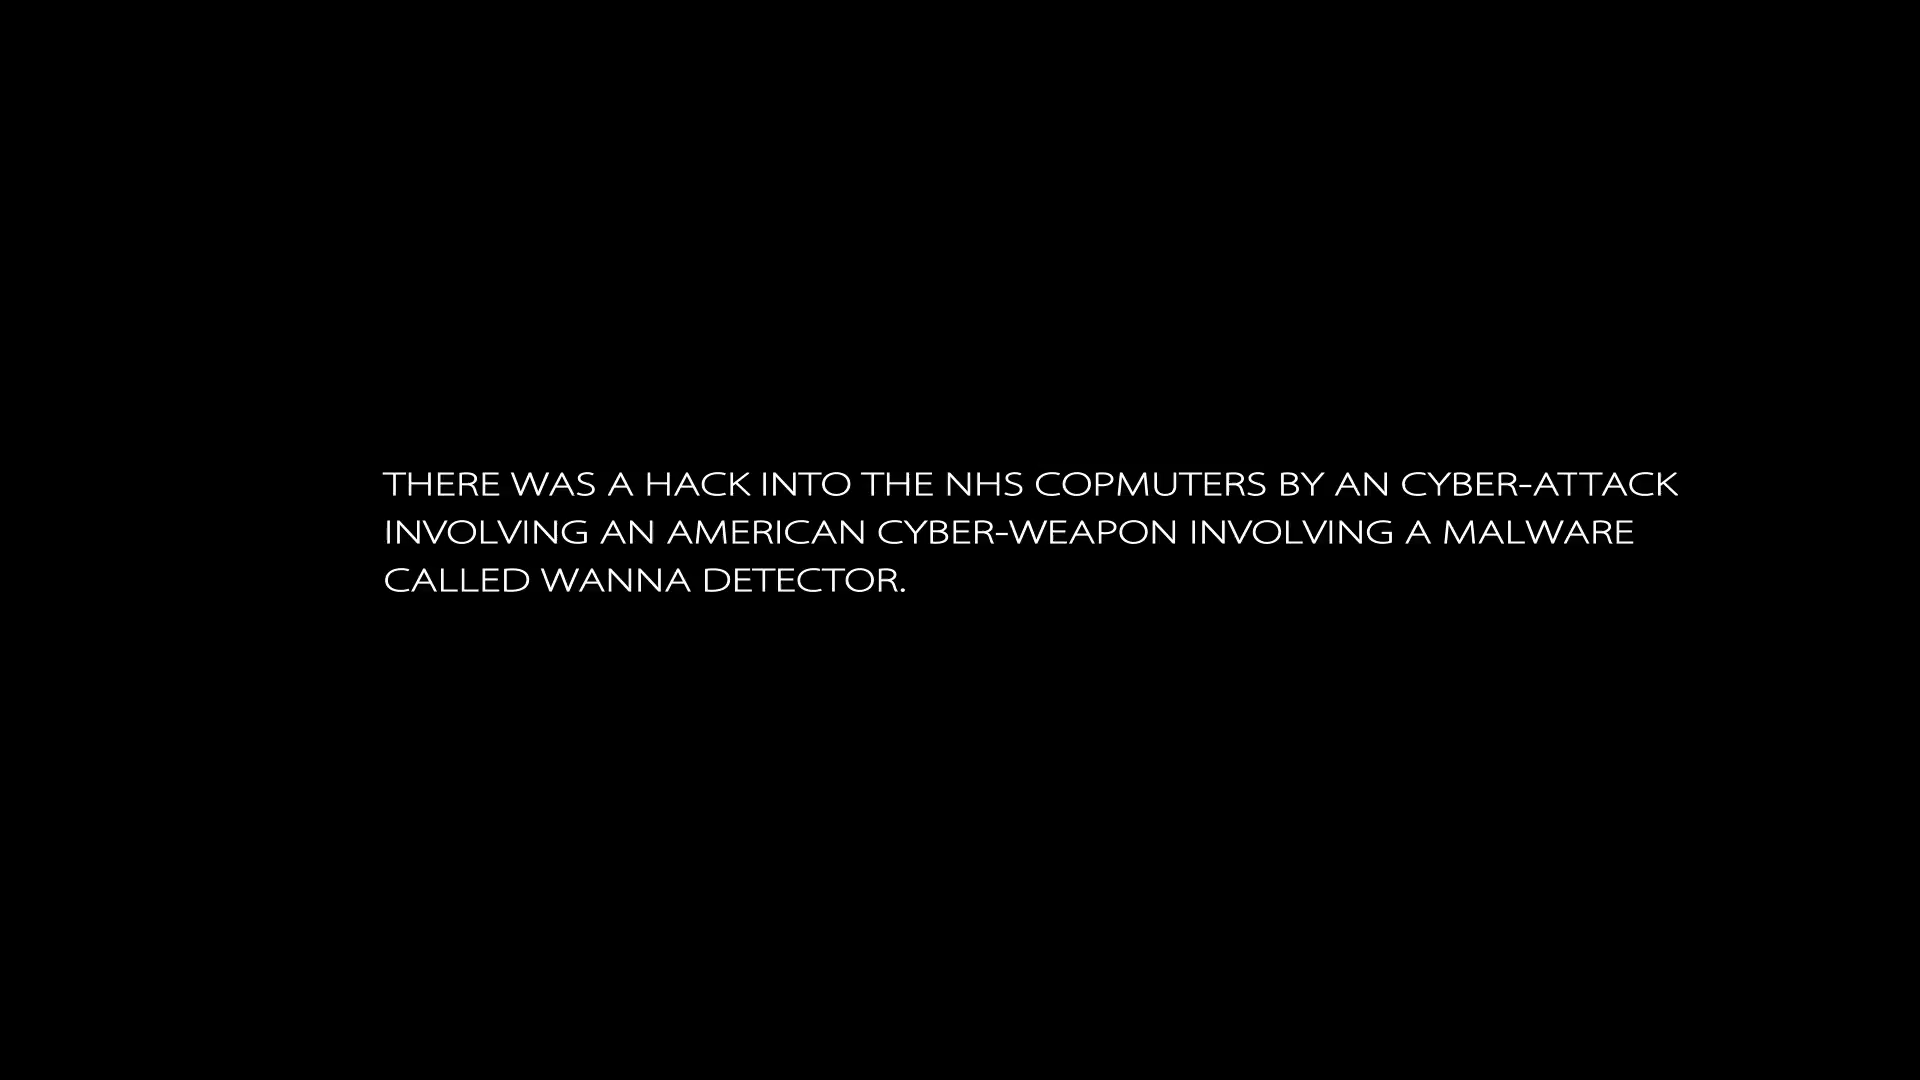 THERE WAS A HACK INTO THE NHS COPMUTERS BY AN CYBER-ATTACK
INVOLVING AN AMERICAN CYBER-WEAPON INVOLVING A MALWARE
CALLED WANNA DETECTOR.